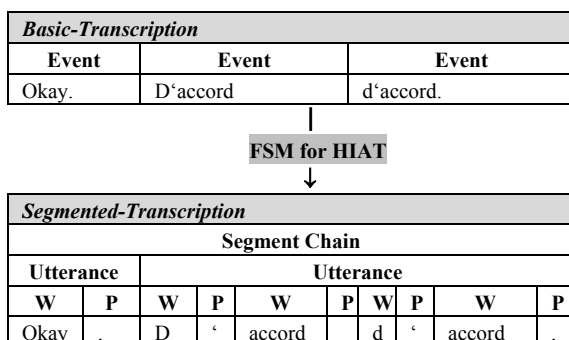 Basic-Transcription
Event Event Event
Okay. D‘accord d‘accord.
FSM for HIAT
Segmented-Transcription
Segment Chain
Utterance Utterance
W P W P W P W P W P
Okay . D ‘ accord d ‘ accord .